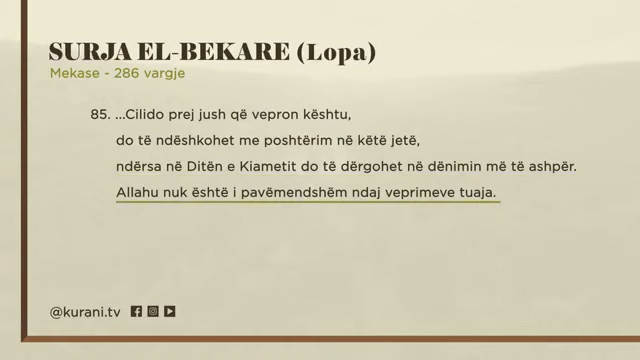 SURJA EL-BEKARE (Lopa)
Mekase - 286 vargje
85. ...Cilido prej jush që vepron kështu,
do të ndëshkohet me poshtërim në këtë jetë,
ndërsa në Ditën e Kiametit do të dërgohet në dënimin më të ashpër.
Allahu nuk është i pavëmendshëm ndaj veprimeve tuaja.
@kurani.tv